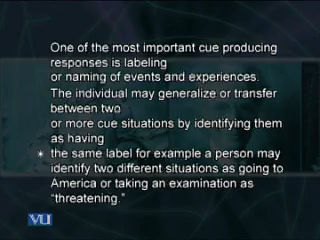 One of the most important cue producing
responses is labeling
or naming of events and experiences.
The individual may generalize or transfer
between two
or more cue situations by identifying them
as having
the same label for example a person may
identify two different situations as going to
America or taking an examination as
“threatening.”
VU